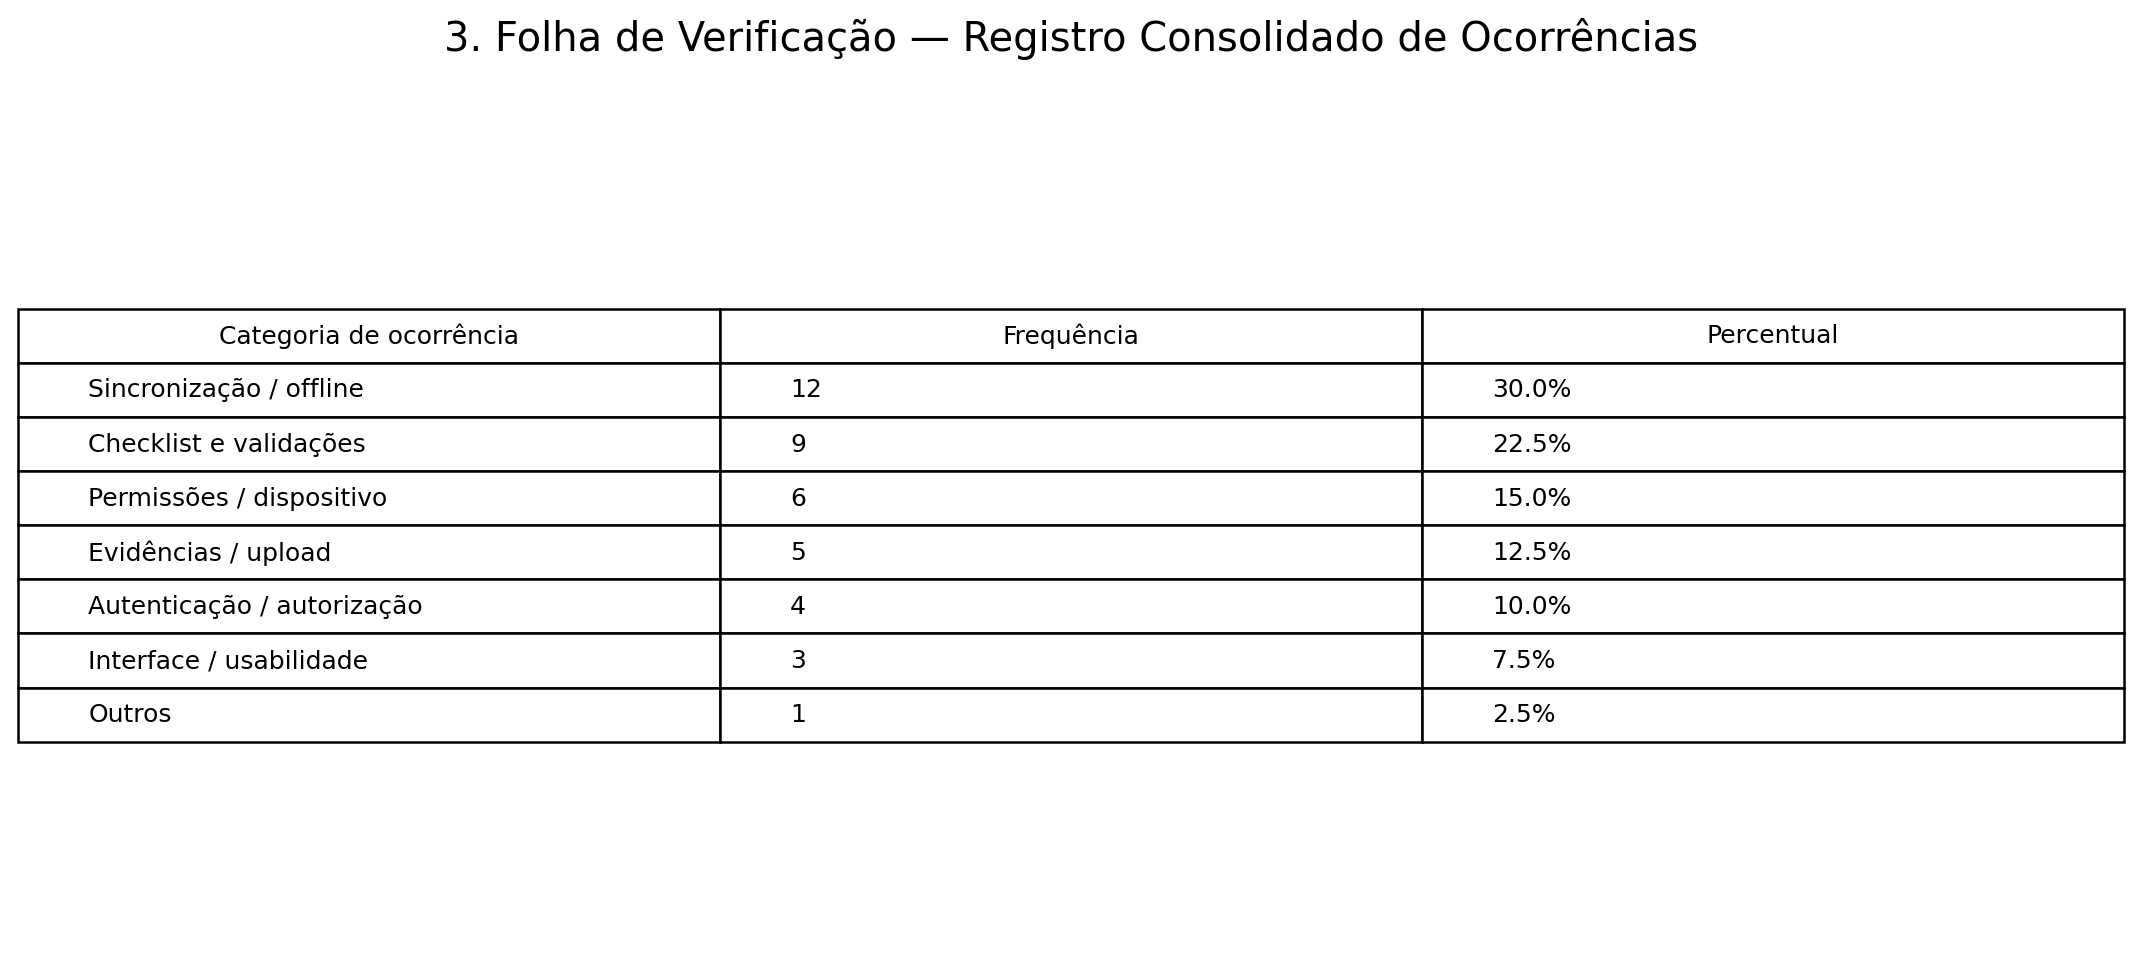 3. Folha de Verificação — Registro Consolidado de Ocorrências
Categoria de ocorrência Frequência Percentual
Sincronização / offline 12 30.0%
Checklist e validações 9 22.5%
Permissões / dispositivo 6 15.0%
Evidências / upload 5 12.5%
Autenticação / autorização 4 10.0%
Interface / usabilidade 3 7.5%
Outros 1 2.5%